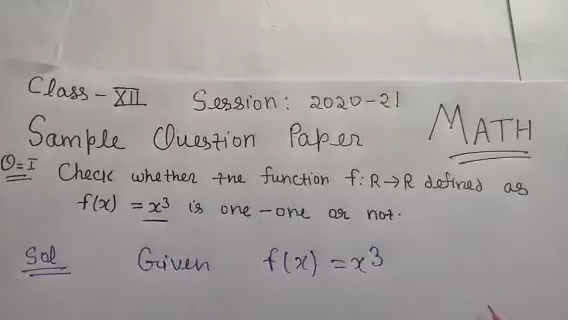 Class - XII Session: 2020-21
Sample Question Paper MATH
Q=I Check whether the function f: R→R defined as
f(x) = x³ is one-one or not.
Sol Given f(x) = x³